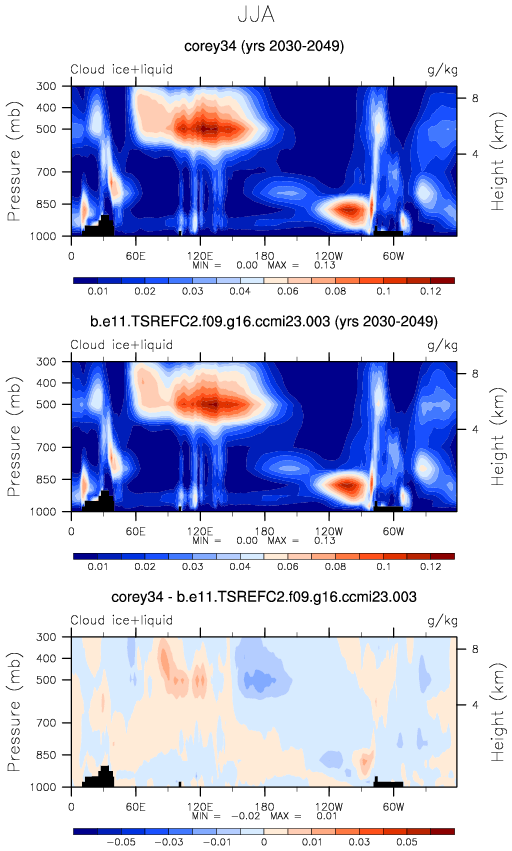 JJA
corey34 (yrs 2030-2049)
Cloud ice+liquid g/kg
Pressure (mb)
300
400
500
700
850
1000
Height (km)
8
4
0 60E 120E 180 120W 60W
MIN = 0.00 MAX = 0.13
0.01 0.02 0.03 0.04 0.06 0.08 0.1 0.12
b.e11.TSREFC2.f09.g16.ccmi23.003 (yrs 2030-2049)
Cloud ice+liquid g/kg
Pressure (mb)
300
400
500
700
850
1000
Height (km)
8
4
0 60E 120E 180 120W 60W
MIN = 0.00 MAX = 0.13
0.01 0.02 0.03 0.04 0.06 0.08 0.1 0.12
corey34 - b.e11.TSREFC2.f09.g16.ccmi23.003
Cloud ice+liquid g/kg
Pressure (mb)
300
400
500
700
850
1000
Height (km)
8
4
0 60E 120E 180 120W 60W
MIN = -0.02 MAX = 0.01
-0.05 -0.03 -0.01 0 0.01 0.03 0.05